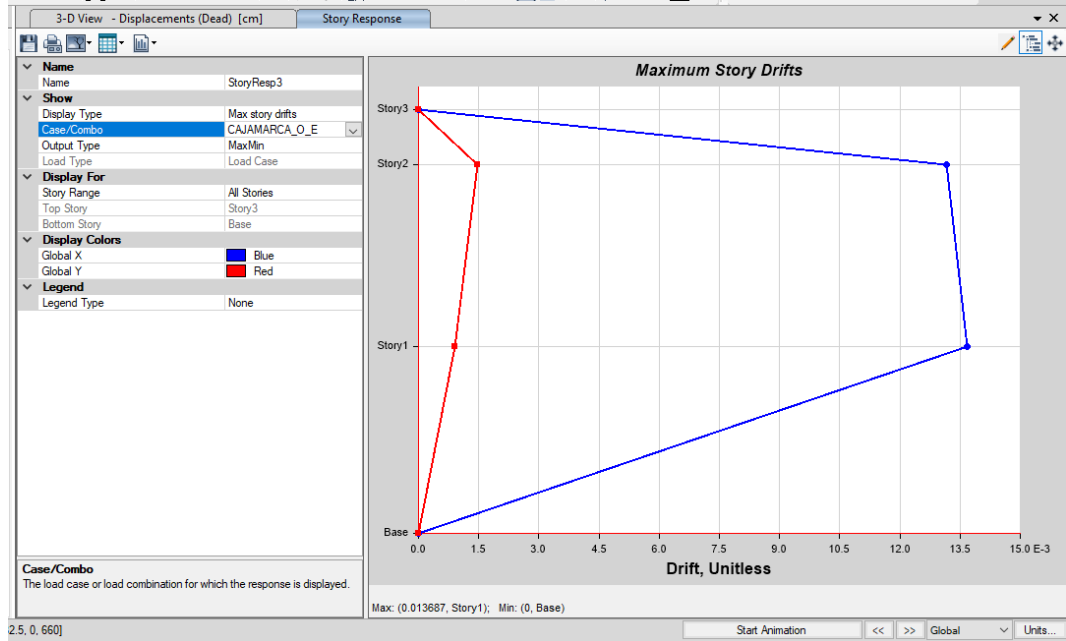 3-D View - Displacements (Dead) [cm]
Story Response
Name
Name StoryResp3
Show
Display Type Max story drifts
Case/Combo CAJAMARCA_O_E
Output Type MaxMin
Load Type Load Case
Display For
Story Range All Stories
Top Story Story3
Bottom Story Base
Display Colors
Global X Blue
Global Y Red
Legend
Legend Type None
Case/Combo
The load case or load combination for which the response is displayed.
Maximum Story Drifts
Story3
Story2
Story1
Base
0.0 1.5 3.0 4.5 6.0 7.5 9.0 10.5 12.0 13.5 15.0 E-3
Drift, Unitless
Max: (0.013687, Story1); Min: (0, Base)
2.5, 0, 660]
Start Animation << >> Global Units...